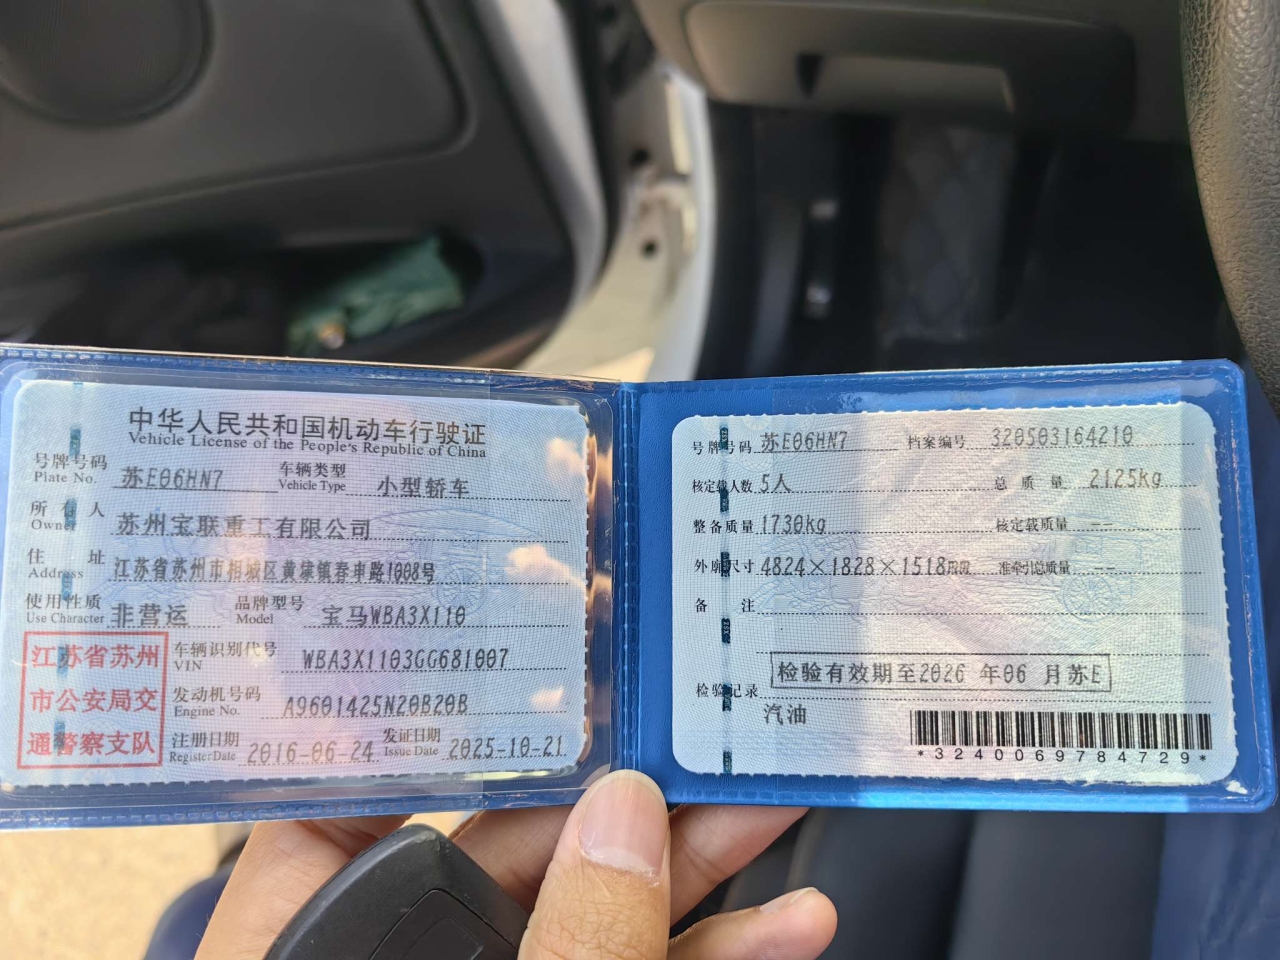 中华人民共和国机动车行驶证
Vehicle License of the People's Republic of China
号牌号码 苏E06HN7 车辆类型 小型轿车
Plate No. Vehicle Type
所有人 苏州宝联重工有限公司
Owner
住址 江苏省苏州市相城区黄埭镇春申路1008号
Address
使用性质 非营运 品牌型号 宝马WBA3X110
Use Character Model
江苏省苏州
市公安局交
通警察支队
车辆识别代号 WBA3X1103GG681007
VIN
发动机号码 A9601425N20B20B
Engine No.
注册日期 2016-06-24 发证日期 2025-10-21
Register Date Issue Date
号牌号码 苏E06HN7 档案编号 320503164210
核定载人数 5人 总质量 2125kg
整备质量 1730kg 核定载质量 --
外廓尺寸 4824×1828×1518mm 准牵引总质量 --
备注
检验记录 检验有效期至2026年06月苏E
汽油
*3240069784729*